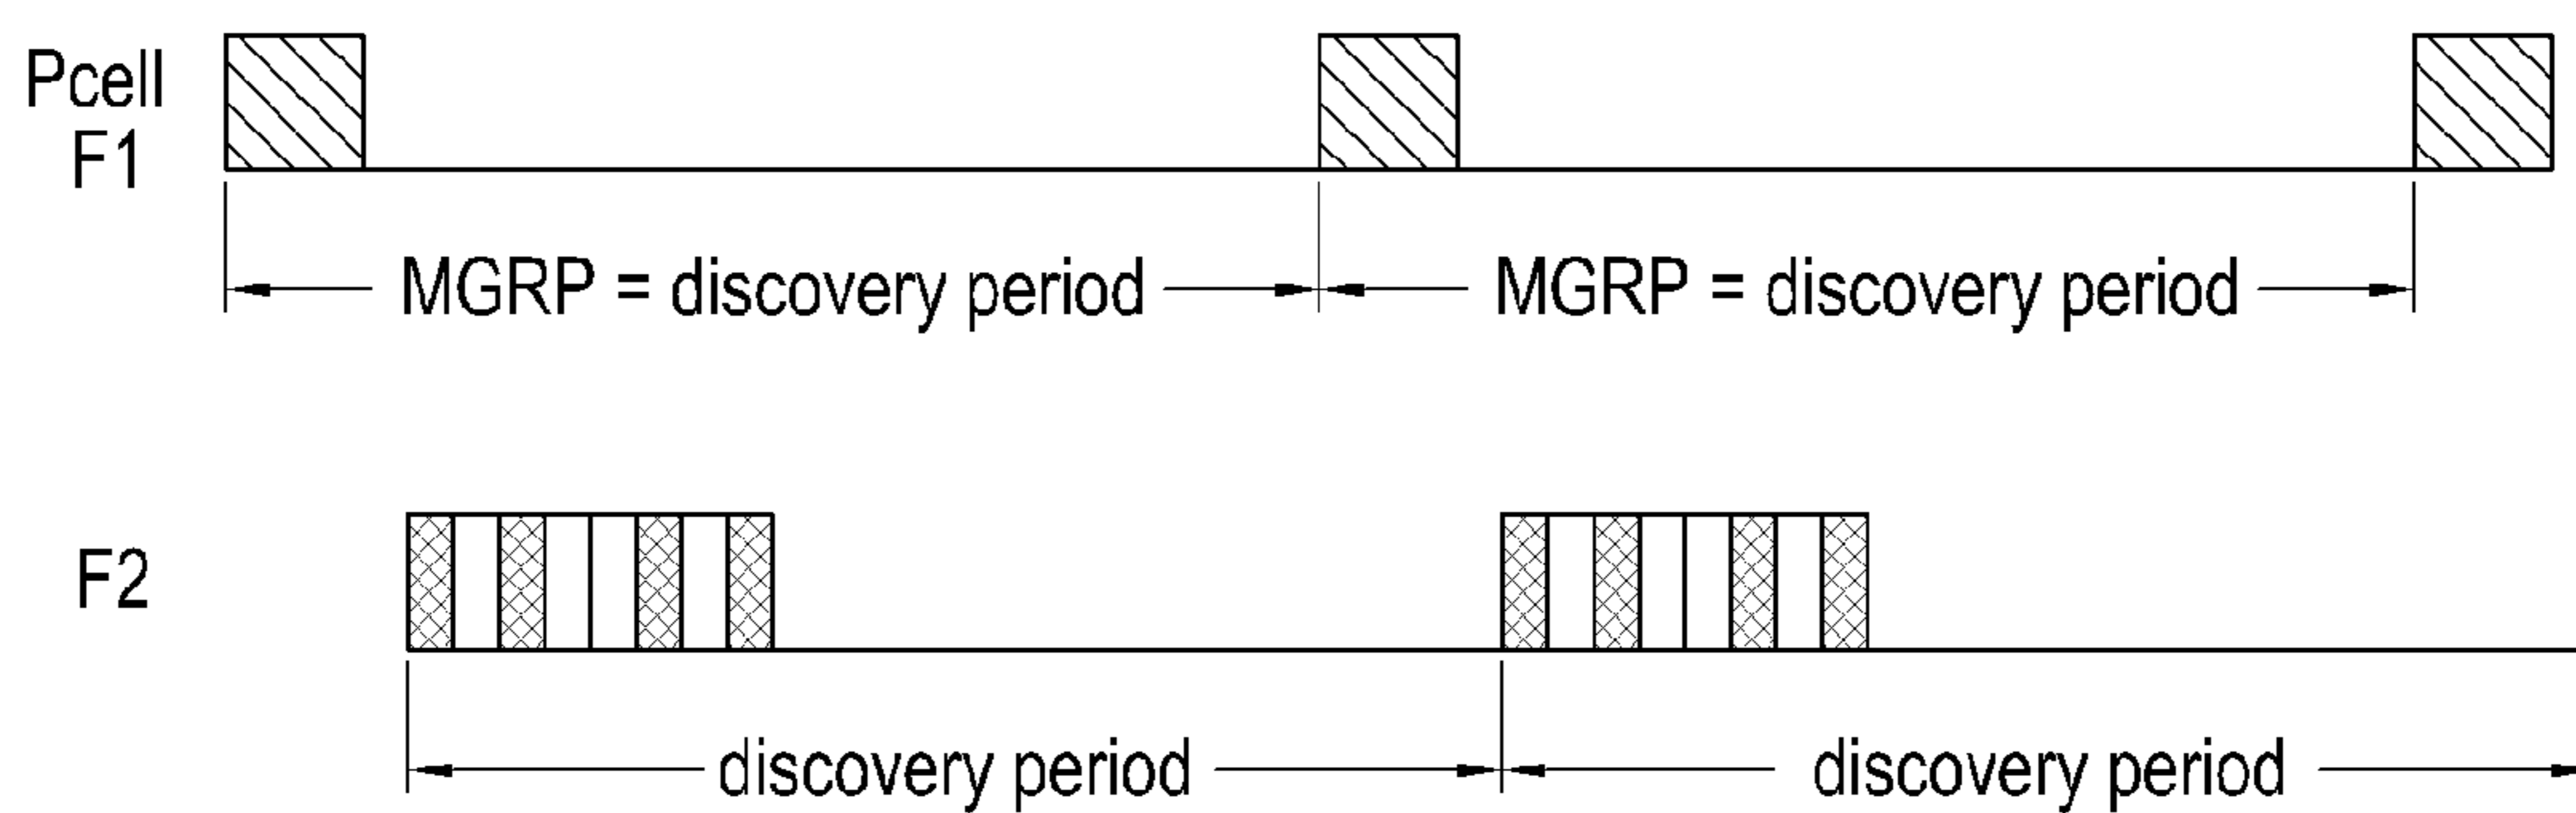 Pcell
F1
MGRP = discovery period
MGRP = discovery period
F2
discovery period
discovery period